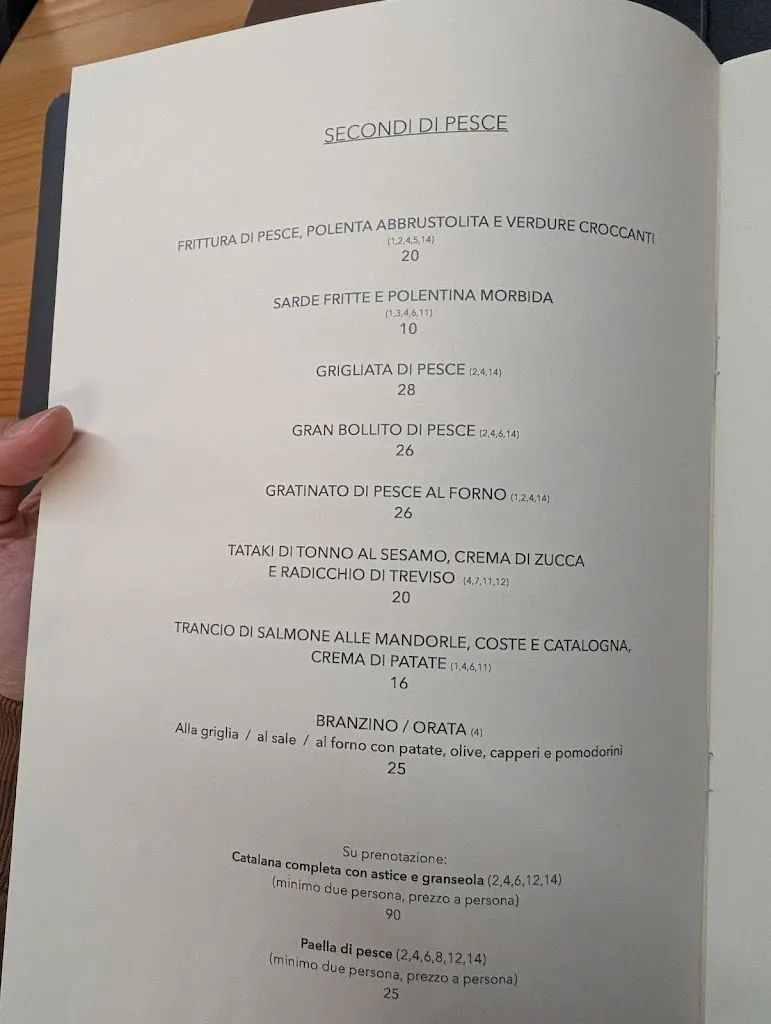 SECONDI DI PESCE
FRITTURA DI PESCE, POLENTA ABBRUSTOLITA E VERDURE CROCCANTI
(1,2,4,5,14)
20
SARDE FRITTE E POLENTINA MORBIDA
(1,3,4,6,11)
10
GRIGLIATA DI PESCE (2,4,14)
28
GRAN BOLLITO DI PESCE (2,4,6,14)
26
GRATINATO DI PESCE AL FORNO (1,2,4,14)
26
TATAKI DI TONNO AL SESAMO, CREMA DI ZUCCA
E RADICCHIO DI TREVISO (4,7,11,12)
20
TRANCIO DI SALMONE ALLE MANDORLE, COSTE E CATALOGNA,
CREMA DI PATATE (1,4,6,11)
16
BRANZINO / ORATA (4)
Alla griglia / al sale / al forno con patate, olive, capperi e pomodorini
25
Su prenotazione:
Catalana completa con astice e granseola (2,4,6,12,14)
(minimo due persona, prezzo a persona)
90
Paella di pesce (2,4,6,8,12,14)
(minimo due persona, prezzo a persona)
25